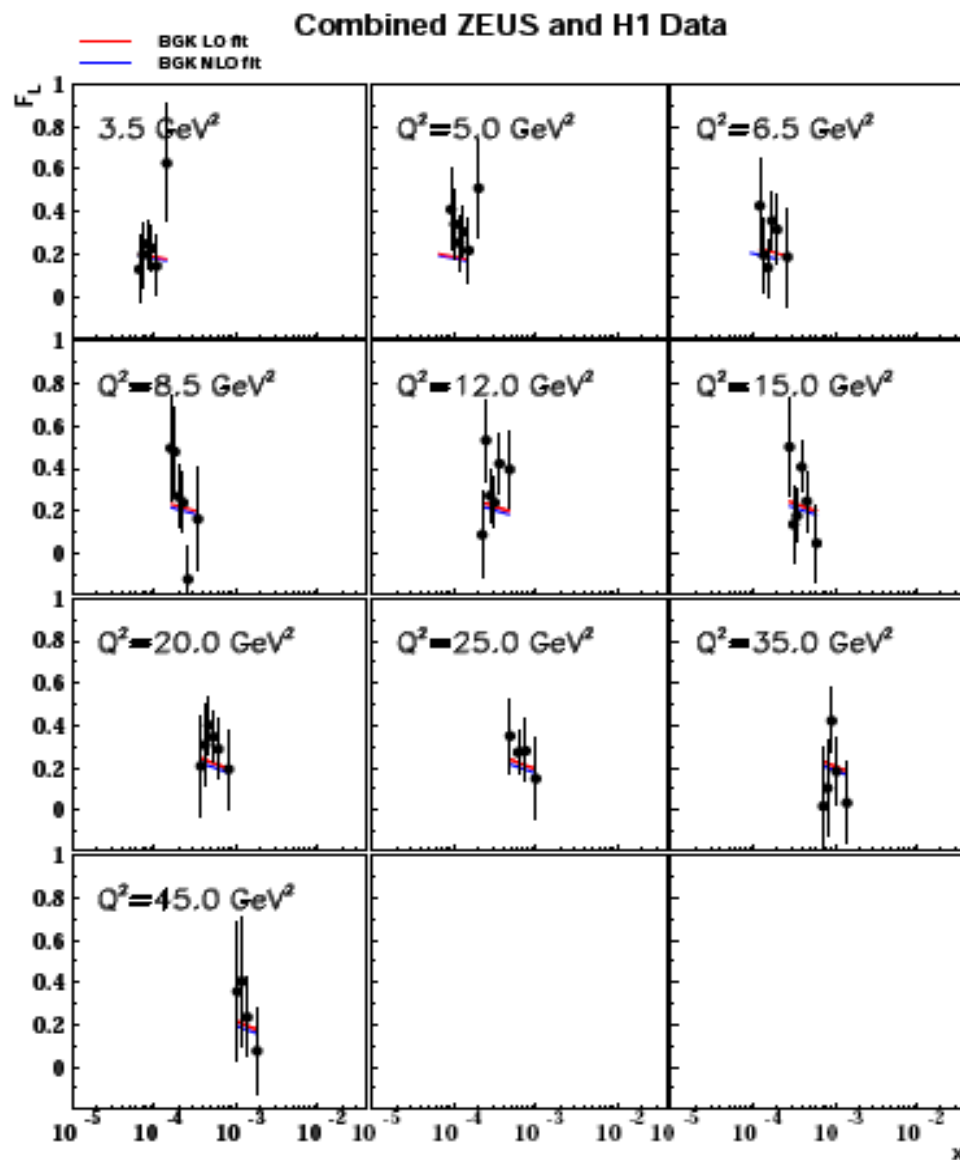 Combined ZEUS and H1 Data
BGK LO fit
BGK NLO fit
F_L
1
0.8
0.6
0.4
0.2
0
3.5 GeV²
Q²=5.0 GeV²
Q²=6.5 GeV²
1
0.8
0.6
0.4
0.2
0
Q²=8.5 GeV²
Q²=12.0 GeV²
Q²=15.0 GeV²
1
0.8
0.6
0.4
0.2
0
Q²=20.0 GeV²
Q²=25.0 GeV²
Q²=35.0 GeV²
1
0.8
0.6
0.4
0.2
0
Q²=45.0 GeV²
10⁻⁵ 10⁻⁴ 10⁻³ 10⁻² 10⁻⁵ 10⁻⁴ 10⁻³ 10⁻² 10⁻⁵ 10⁻⁴ 10⁻³ 10⁻²
x